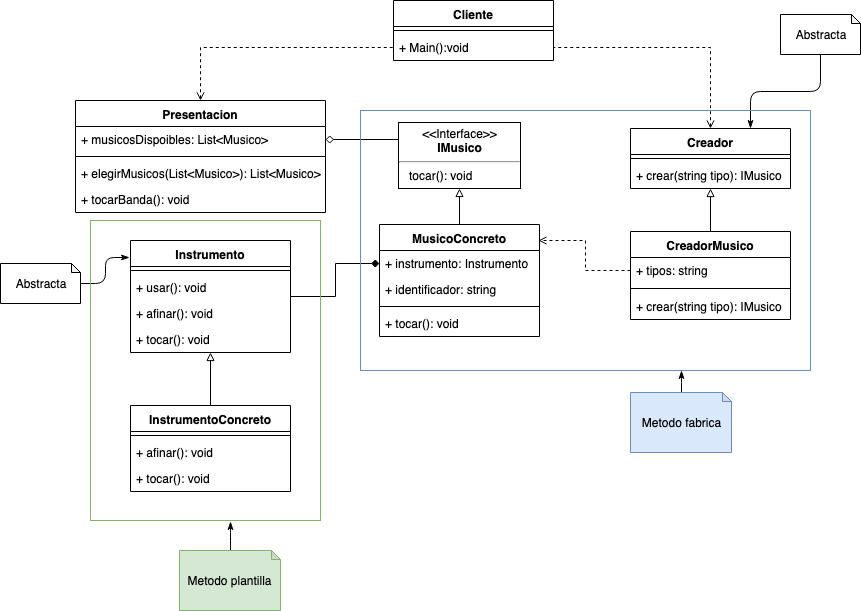 Cliente
+ Main():void
Abstracta
Presentacion
+ musicosDispoibles: List<Musico>
+ elegirMusicos(List<Musico>): List<Musico>
+ tocarBanda(): void
<<Interface>>
IMusico
tocar(): void
Creador
+ crear(string tipo): IMusico
MusicoConcreto
+ instrumento: Instrumento
+ identificador: string
+ tocar(): void
CreadorMusico
+ tipos: string
+ crear(string tipo): IMusico
Abstracta
Instrumento
+ usar(): void
+ afinar(): void
+ tocar(): void
InstrumentoConcreto
+ afinar(): void
+ tocar(): void
Metodo fabrica
Metodo plantilla